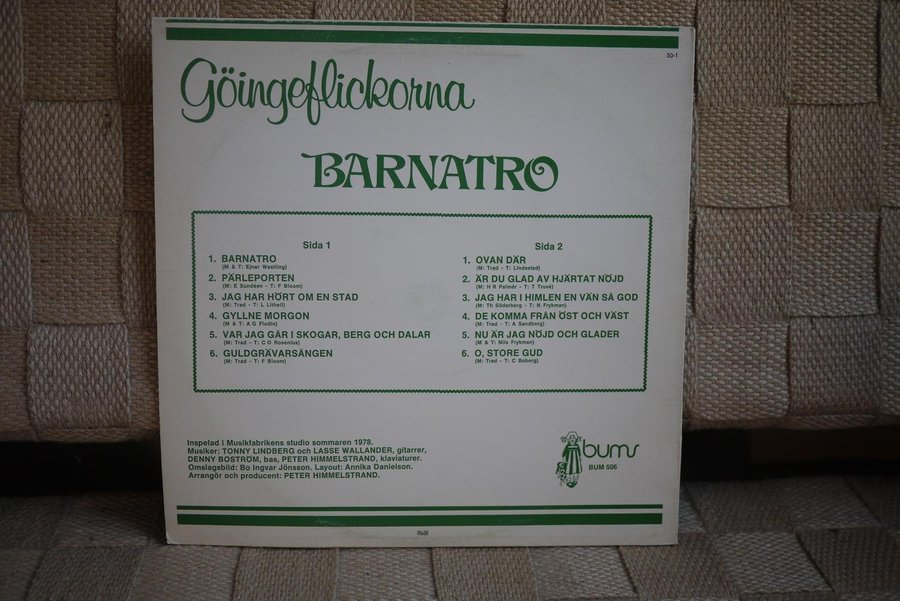 50-1
Göingeflickorna
BARNATRO
Sida 1
1. BARNATRO
(M & T: Ejnar Westling)
2. PÄRLEPORTEN
(M: E Sundéen - T: F Bloom)
3. JAG HAR HÖRT OM EN STAD
(M: Trad - T: L Lithell)
4. GYLLNE MORGON
(M & T: A G Flodin)
5. VAR JAG GÅR I SKOGAR, BERG OCH DALAR
(M: Trad - T: C O Rosenius)
6. GULDGRÄVARSÅNGEN
(M: Trad - T: F Bloom)
Sida 2
1. OVAN DÄR
(M: Trad - T: Lindestad)
2. ÄR DU GLAD AV HJÄRTAT NÖJD
(M: H R Palmér - T: T Truvé)
3. JAG HAR I HIMLEN EN VÄN SÅ GOD
(M: Th Söderberg - T: N Frykman)
4. DE KOMMA FRÅN ÖST OCH VÄST
(M: Trad - T: A Sandberg)
5. NU ÄR JAG NÖJD OCH GLADER
(M & T: Nils Frykman)
6. O, STORE GUD
(M: Trad - T: C Boberg)
Inspelad i Musikfabrikens studio sommaren 1978.
Musiker: TONNY LINDBERG och LASSE WALLANDER, gitarrer,
DENNY BOSTRÖM, bas, PETER HIMMELSTRAND, klaviaturer.
Omslagsbild: Bo Ingvar Jönsson. Layout: Annika Danielson.
Arrangör och producent: PETER HIMMELSTRAND.
bums
BUM 506